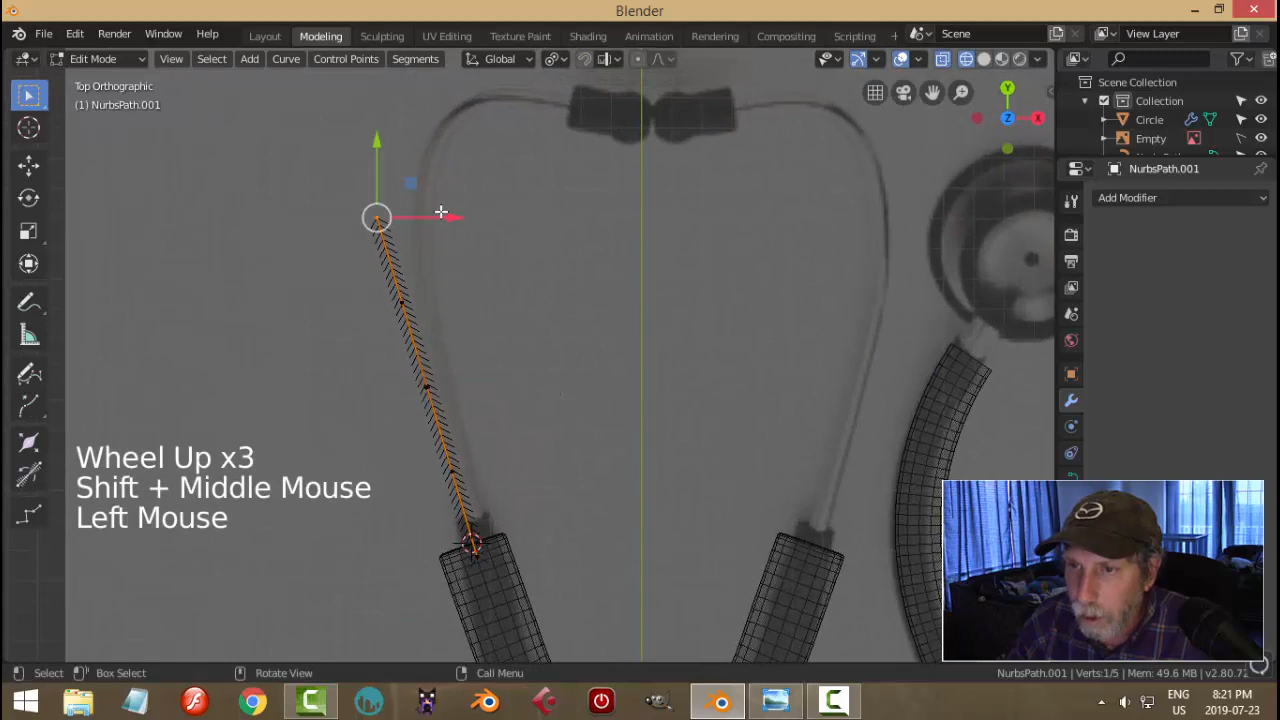 Blender
File Edit Render Window Help Layout Modeling Sculpting UV Editing Texture Paint Shading Animation Rendering Compositing Scripting + Scene View Layer
Edit Mode View Select Add Curve Control Points Segments Global
Top Orthographic
(1) NurbsPath.001
Y
Z X
Scene Collection
Collection
Circle
Empty
NurbsPath.001
Add Modifier
Wheel Up x3
Shift + Middle Mouse
Left Mouse
Select Box Select Rotate View Call Menu NurbsPath.001 | Verts:1/5 | Mem: 49.6 MB | v2.80.7
ENG 8:21 PM
US 2019-07-23